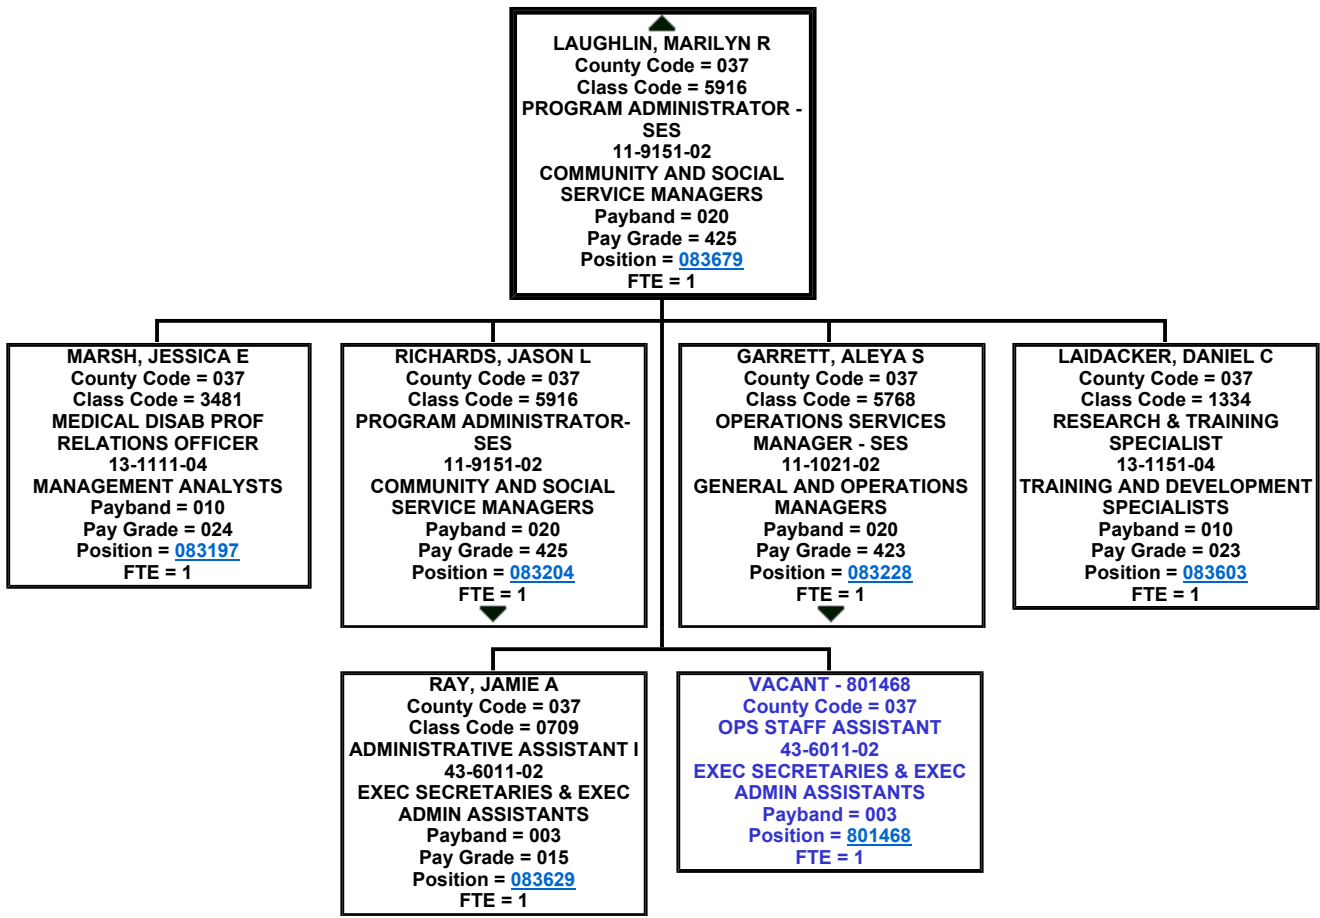 LAUGHLIN, MARILYN R
County Code = 037
Class Code = 5916
PROGRAM ADMINISTRATOR -
SES
11-9151-02
COMMUNITY AND SOCIAL
SERVICE MANAGERS
Payband = 020
Pay Grade = 425
Position = 083679
FTE = 1
MARSH, JESSICA E
County Code = 037
Class Code = 3481
MEDICAL DISAB PROF
RELATIONS OFFICER
13-1111-04
MANAGEMENT ANALYSTS
Payband = 010
Pay Grade = 024
Position = 083197
FTE = 1
RICHARDS, JASON L
County Code = 037
Class Code = 5916
PROGRAM ADMINISTRATOR-
SES
11-9151-02
COMMUNITY AND SOCIAL
SERVICE MANAGERS
Payband = 020
Pay Grade = 425
Position = 083204
FTE = 1
GARRETT, ALEYA S
County Code = 037
Class Code = 5768
OPERATIONS SERVICES
MANAGER - SES
11-1021-02
GENERAL AND OPERATIONS
MANAGERS
Payband = 020
Pay Grade = 423
Position = 083228
FTE = 1
LAIDACKER, DANIEL C
County Code = 037
Class Code = 1334
RESEARCH & TRAINING
SPECIALIST
13-1151-04
TRAINING AND DEVELOPMENT
SPECIALISTS
Payband = 010
Pay Grade = 023
Position = 083603
FTE = 1
RAY, JAMIE A
County Code = 037
Class Code = 0709
ADMINISTRATIVE ASSISTANT I
43-6011-02
EXEC SECRETARIES & EXEC
ADMIN ASSISTANTS
Payband = 003
Pay Grade = 015
Position = 083629
FTE = 1
VACANT - 801468
County Code = 037
OPS STAFF ASSISTANT
43-6011-02
EXEC SECRETARIES & EXEC
ADMIN ASSISTANTS
Payband = 003
Position = 801468
FTE = 1